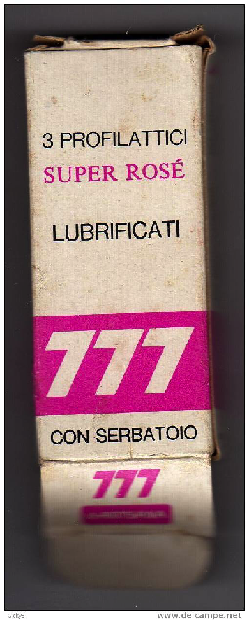 3 PROFILATTICI
SUPER ROSÉ
LUBRIFICATI
777
CON SERBATOIO
777
www.delcampe.net